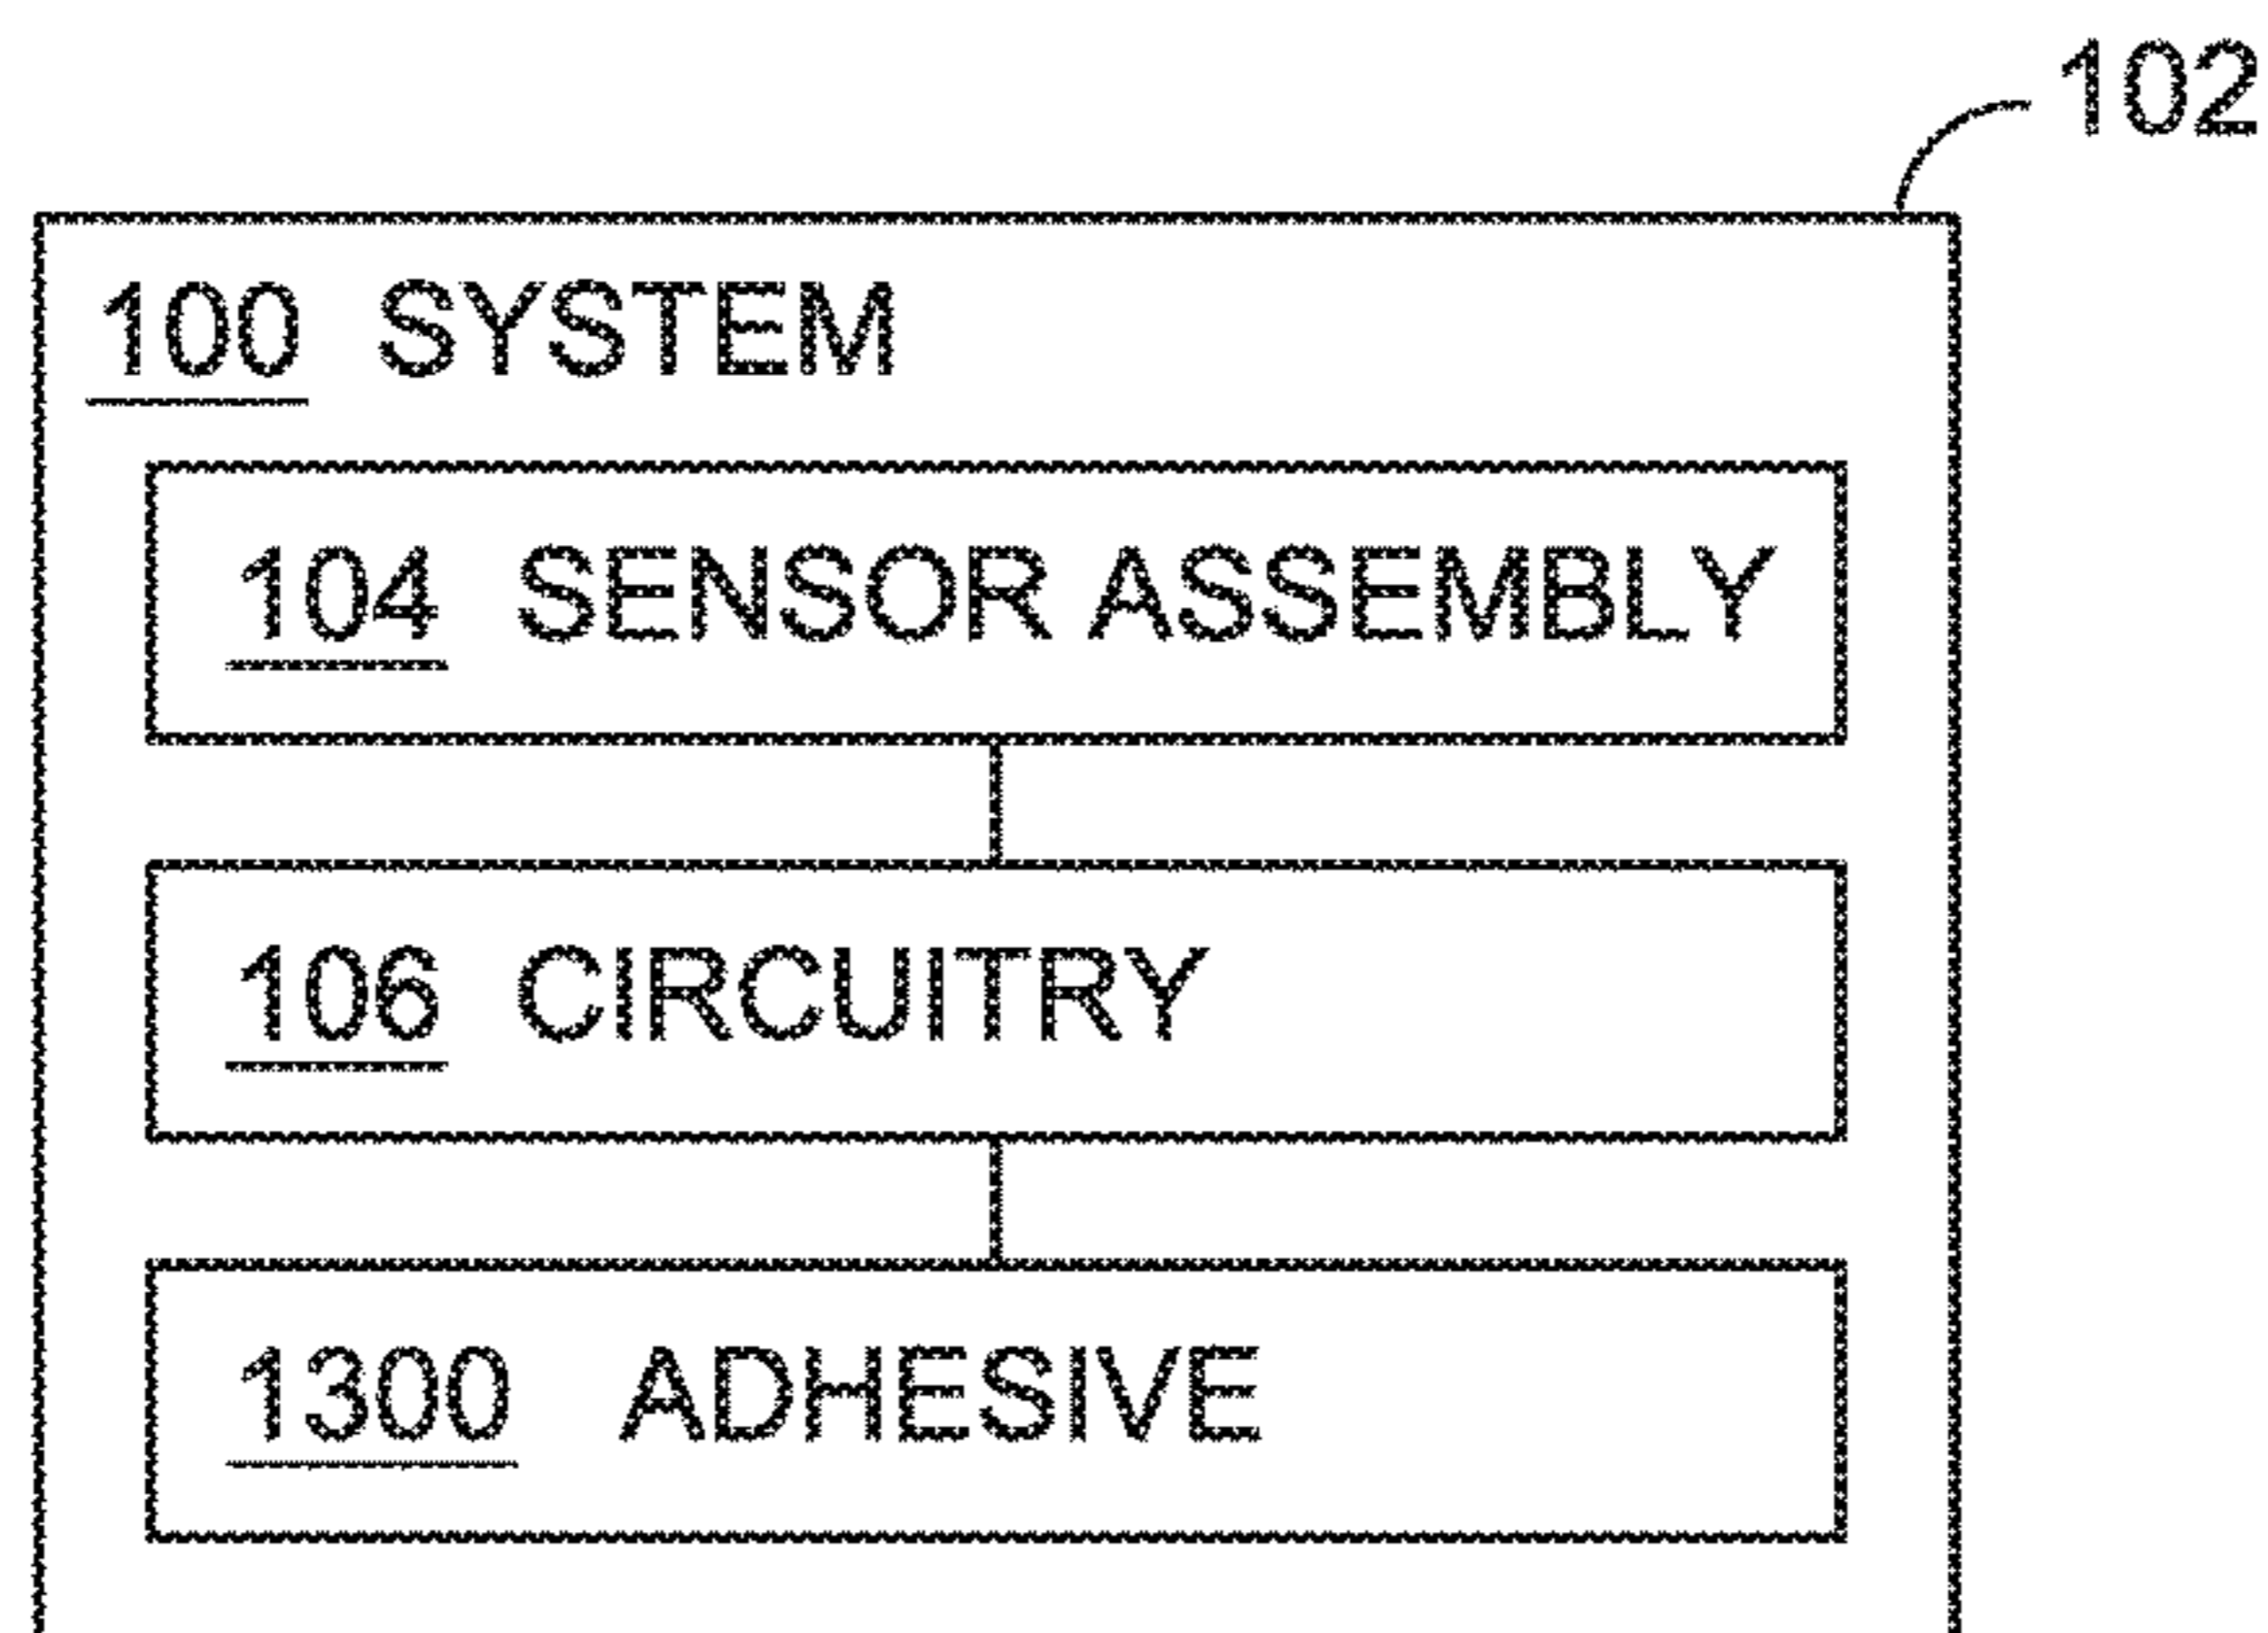 102
100 SYSTEM
104 SENSOR ASSEMBLY
106 CIRCUITRY
1300 ADHESIVE